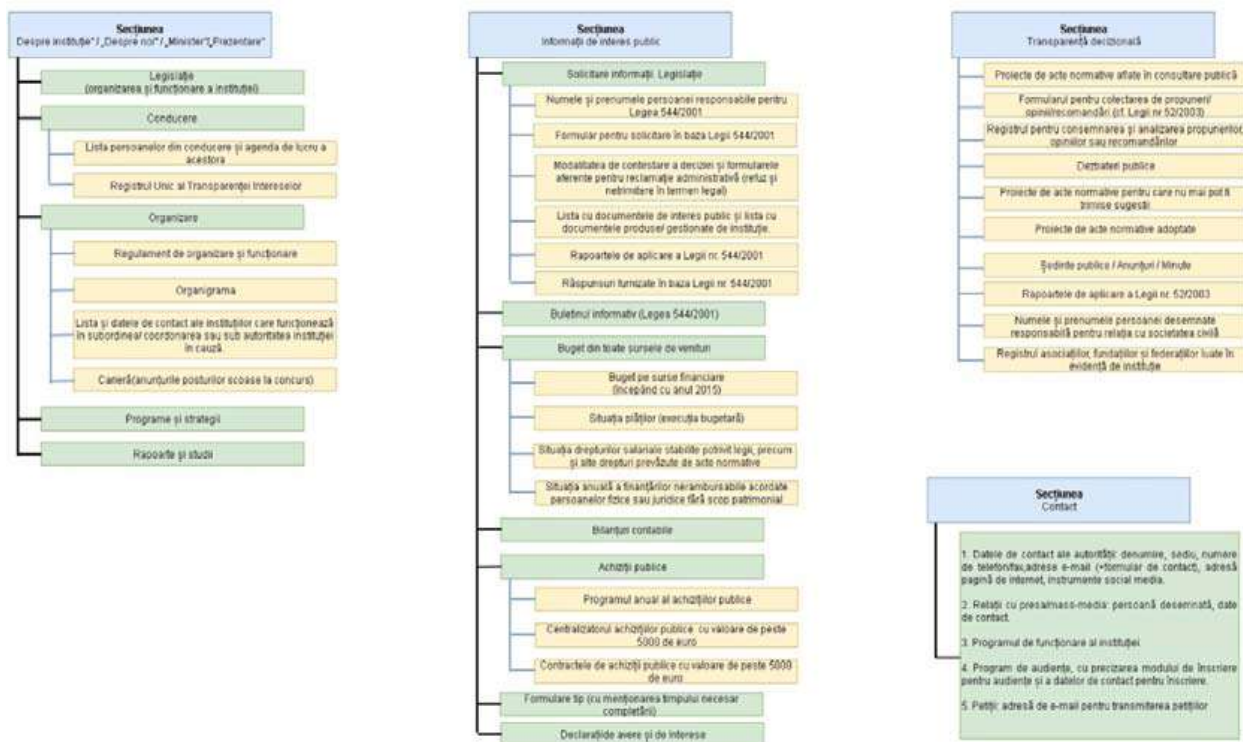 Secțiunea
Despre instituție" / „Despre noi" / „Minister"/„Prezentare"
Legislație
(organizarea și funcționare a instituției)
Conducere
Lista persoanelor din conducere și agenda de lucru a
acestora
Registrul Unic al Transparenței Intereselor
Organizare
Regulament de organizare și funcționare
Organigrama
Lista și datele de contact ale instituțiilor care funcționează
în subordinea/ coordonarea sau sub autoritatea instituției
în cauză.
Carieră(anunțurile posturilor scoase la concurs)
Programe și strategii
Rapoarte și studii
Secțiunea
Informații de interes public
Solicitare informații. Legislație
Numele și prenumele persoanei responsabile pentru
Legea 544/2001
Formular pentru solicitare în baza Legii 544/2001
Modalitatea de contestare a deciziei și formularele
aferente pentru reclamație administrativă (refuz și
netrimitere în termen legal)
Lista cu documentele de interes public și lista cu
documentele produse/ gestionate de instituție.
Rapoartele de aplicare a Legii nr. 544/2001
Răspunsuri furnizate în baza Legii nr. 544/2001
Buletinul informativ (Legea 544/2001)
Buget din toate sursele de venituri
Buget pe surse financiare
(începând cu anul 2015)
Situația plăților (execuția bugetară)
Situația drepturilor salariale stabilite potrivit legii, precum
și alte drepturi prevăzute de acte normative
Situația anuală a finanțărilor nerambursabile acordate
persoanelor fizice sau juridice fără scop patrimonial
Bilanțuri contabile
Achiziții publice
Programul anual al achizițiilor publice
Centralizatorul achizițiilor publice cu valoare de peste
5000 de euro
Contractele de achiziții publice cu valoare de peste 5000
de euro
Formulare tip (cu menționarea timpului necesar
completării)
Declarațiide avere și de interese
Secțiunea
Transparență decizională
Proiecte de acte normative aflate în consultare publică
Formularul pentru colectarea de propuneri/
opinii/recomandări (cf. Legii nr 52/2003)
Registrul pentru consemnarea și analizarea propunerilor,
opiniilor sau recomandărilor
Dezbateri publice
Proiecte de acte normative pentru care nu mai pot fi
trimise sugestii
Proiecte de acte normative adoptate
Ședințe publice / Anunțuri / Minute
Rapoartele de aplicare a Legii nr. 52/2003
Numele și prenumele persoanei desemnate
responsabilă pentru relația cu societatea civilă
Registrul asociațiilor, fundațiilor și federațiilor luate în
evidență de instituție
Secțiunea
Contact
1. Datele de contact ale autorității: denumire, sediu, numere
de telefon/fax,adrese e-mail (+formular de contact), adresă
pagină de internet, instrumente social media.
2. Relații cu presa/mass-media: persoană desemnată, date
de contact.
3. Programul de funcționare al instituției
4. Program de audiențe, cu precizarea modului de înscriere
pentru audiențe și a datelor de contact pentru înscriere.
5. Petiții: adresă de e-mail pentru transmiterea petițiilor